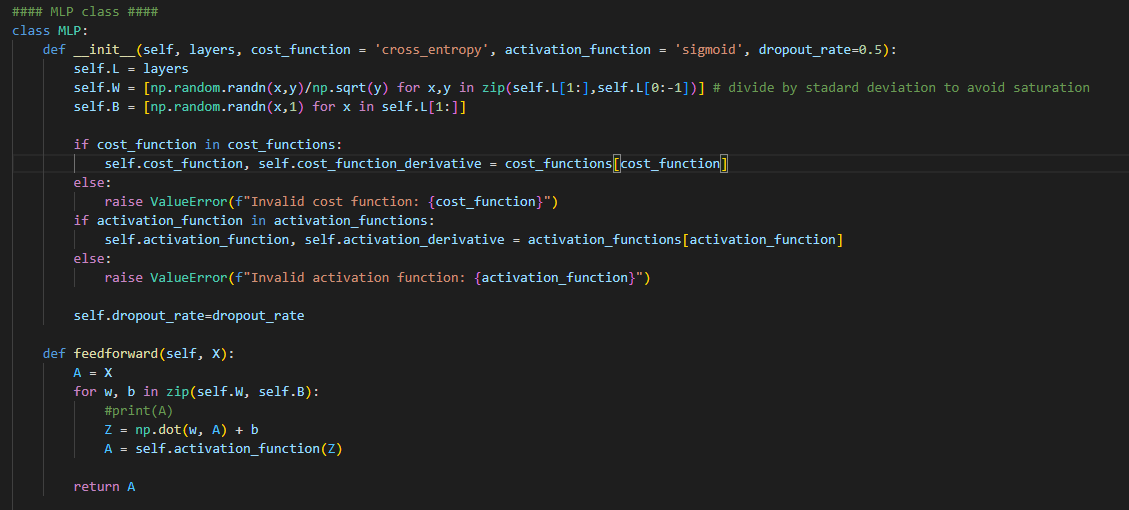 #### MLP class ####
class MLP:
    def __init__(self, layers, cost_function = 'cross_entropy', activation_function = 'sigmoid', dropout_rate=0.5):
        self.L = layers
        self.W = [np.random.randn(x,y)/np.sqrt(y) for x,y in zip(self.L[1:],self.L[0:-1])] # divide by stadard deviation to avoid saturation
        self.B = [np.random.randn(x,1) for x in self.L[1:]]

        if cost_function in cost_functions:
            self.cost_function, self.cost_function_derivative = cost_functions[cost_function]
        else:
            raise ValueError(f"Invalid cost function: {cost_function}")
        if activation_function in activation_functions:
            self.activation_function, self.activation_derivative = activation_functions[activation_function]
        else:
            raise ValueError(f"Invalid activation function: {activation_function}")

        self.dropout_rate=dropout_rate

    def feedforward(self, X):
        A = X
        for w, b in zip(self.W, self.B):
            #print(A)
            Z = np.dot(w, A) + b
            A = self.activation_function(Z)

        return A